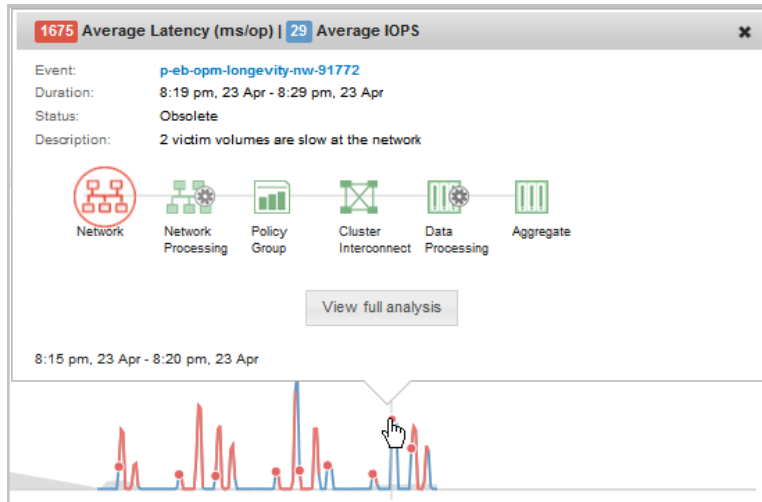 1675 Average Latency (ms/op) | 29 Average IOPS
Event: p-eb-opm-longevity-nw-91772
Duration: 8:19 pm, 23 Apr - 8:29 pm, 23 Apr
Status: Obsolete
Description: 2 victim volumes are slow at the network
Network
Network Processing
Policy Group
Cluster Interconnect
Data Processing
Aggregate
View full analysis
8:15 pm, 23 Apr - 8:20 pm, 23 Apr